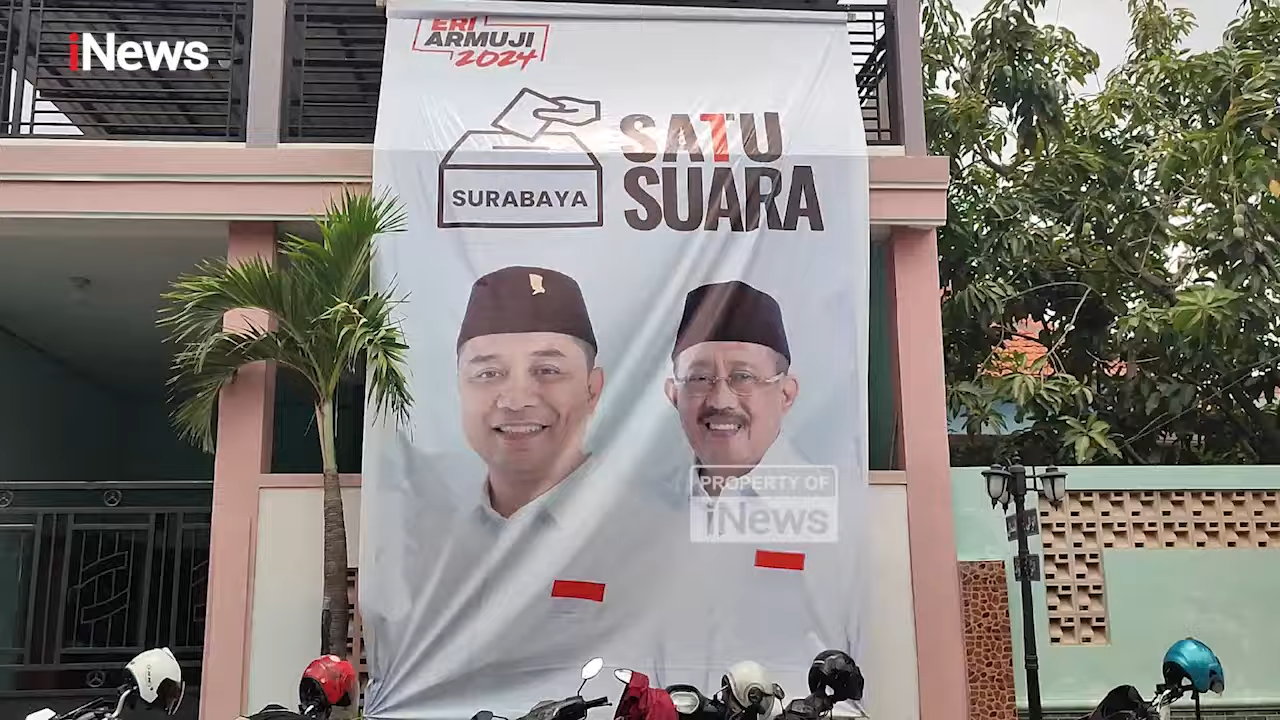 iNews
ERI
ARMUJI
2024
SURABAYA
SATU
SUARA
PROPERTY OF
iNews